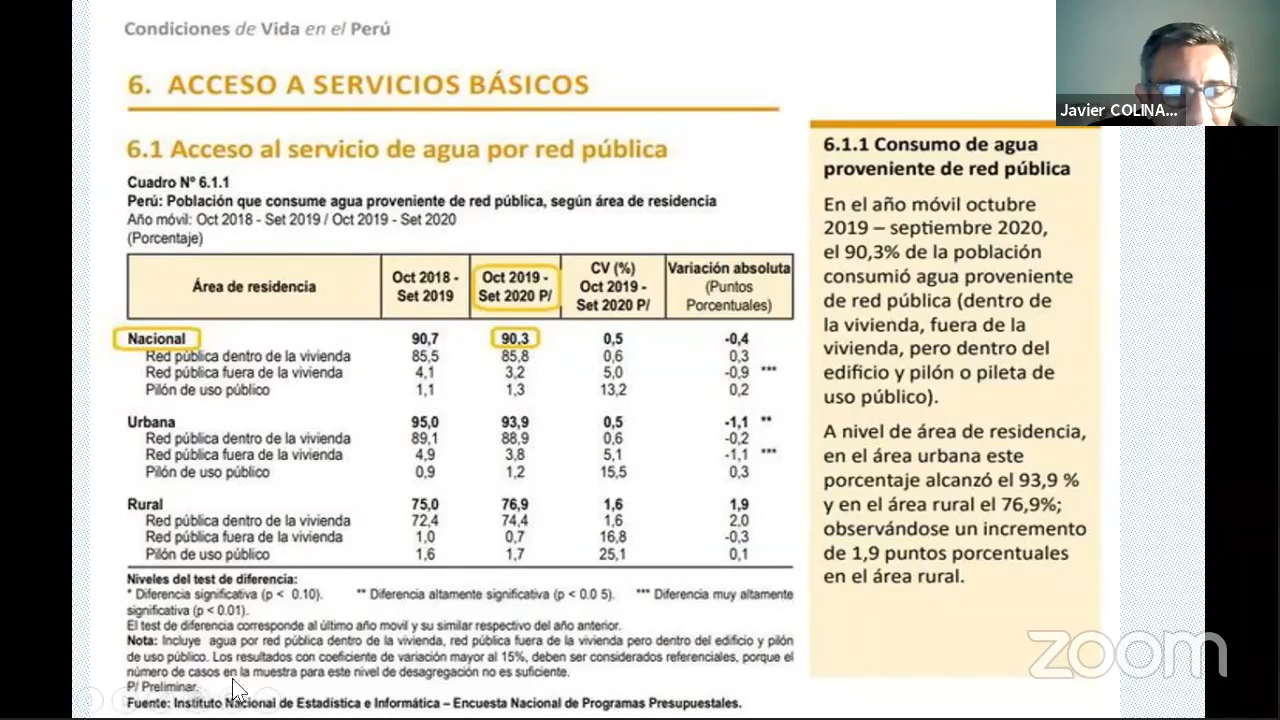 Condiciones de Vida en el Perú
6. ACCESO A SERVICIOS BÁSICOS
6.1 Acceso al servicio de agua por red pública
Cuadro Nº 6.1.1
Perú: Población que consume agua proveniente de red pública, según área de residencia
Año móvil: Oct 2018 - Set 2019 / Oct 2019 - Set 2020
(Porcentaje)
Área de residencia
Oct 2018 -
Set 2019
Oct 2019 -
Set 2020 P/
CV (%)
Oct 2019 -
Set 2020 P/
Variación absoluta
(Puntos
Porcentuales)
Nacional 90,7 90,3 0,5 -0,4
Red pública dentro de la vivienda 85,5 85,8 0,6 0,3
Red pública fuera de la vivienda 4,1 3,2 5,0 -0,9 ***
Pilón de uso público 1,1 1,3 13,2 0,2
Urbana 95,0 93,9 0,5 -1,1 **
Red pública dentro de la vivienda 89,1 88,9 0,6 -0,2
Red pública fuera de la vivienda 4,9 3,8 5,1 -1,1 ***
Pilón de uso público 0,9 1,2 15,5 0,3
Rural 75,0 76,9 1,6 1,9
Red pública dentro de la vivienda 72,4 74,4 1,6 2,0
Red pública fuera de la vivienda 1,0 0,7 16,8 -0,3
Pilón de uso público 1,6 1,7 25,1 0,1
Niveles del test de diferencia:
* Diferencia significativa (p < 0.10). ** Diferencia altamente significativa (p < 0.0 5). *** Diferencia muy altamente
significativa (p < 0.01).
El test de diferencia corresponde al último año movil y su similar respectivo del año anterior.
Nota: Incluye agua por red pública dentro de la vivienda, red pública fuera de la vivienda pero dentro del edificio y pilón
de uso público. Los resultados con coeficiente de variación mayor al 15%, deben ser considerados referenciales, porque el
número de casos en la muestra para este nivel de desagregación no es suficiente.
P/ Preliminar.
Fuente: Instituto Nacional de Estadística e Informática – Encuesta Nacional de Programas Presupuestales.
6.1.1 Consumo de agua
proveniente de red pública
En el año móvil octubre
2019 – septiembre 2020,
el 90,3% de la población
consumió agua proveniente
de red pública (dentro de
la vivienda, fuera de la
vivienda, pero dentro del
edificio y pilón o pileta de
uso público).
A nivel de área de residencia,
en el área urbana este
porcentaje alcanzó el 93,9 %
y en el área rural el 76,9%;
observándose un incremento
de 1,9 puntos porcentuales
en el área rural.
Javier COLINA...
zoom